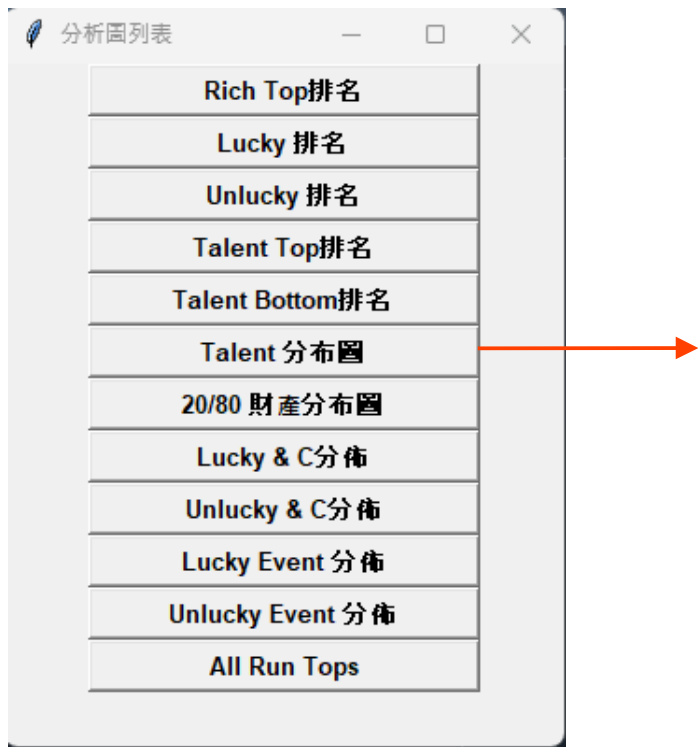 分析圖列表
Rich Top排名
Lucky 排名
Unlucky 排名
Talent Top排名
Talent Bottom排名
Talent 分布圖
20/80 財產分布圖
Lucky & C分佈
Unlucky & C分佈
Lucky Event 分佈
Unlucky Event 分佈
All Run Tops